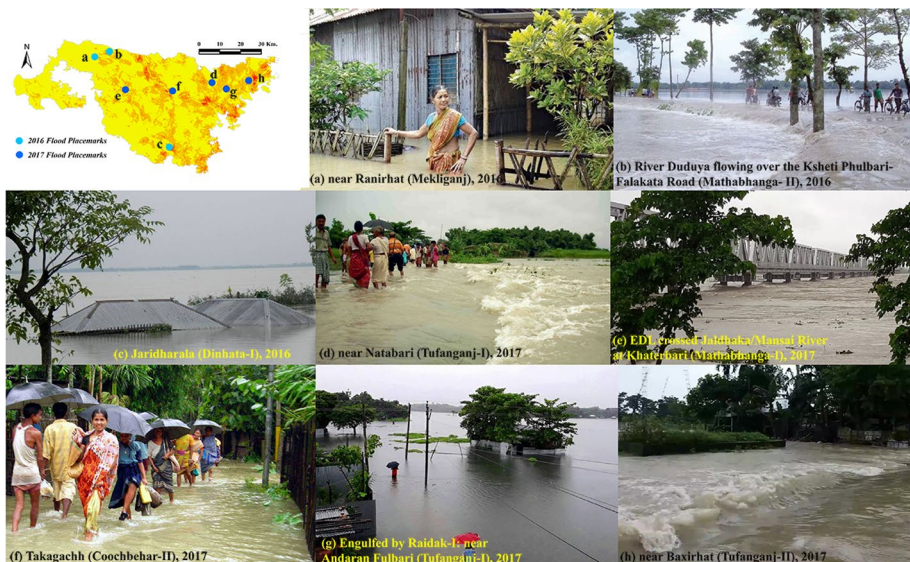 N
0 10 20 30 Km.
a b
d h
e f g
c
2016 Flood Placemarks
2017 Flood Placemarks
(a) near Ranirhat (Mekliganj), 2016
(b) River Duduya flowing over the Ksheti Phulbari-
Falakata Road (Mathabhanga- II), 2016
(c) Jaridharala (Dinhata-I), 2016
(d) near Natabari (Tufanganj-I), 2017
(e) EDL crossed Jaldhaka/Mansai River
at Khaterbari (Mathabhanga-I), 2017
(f) Takagachh (Coochbehar-II), 2017
(g) Engulfed by Raidak-I: near
Andaran Fulbari (Tufanganj-I), 2017
(h) near Baxirhat (Tufanganj-II), 2017